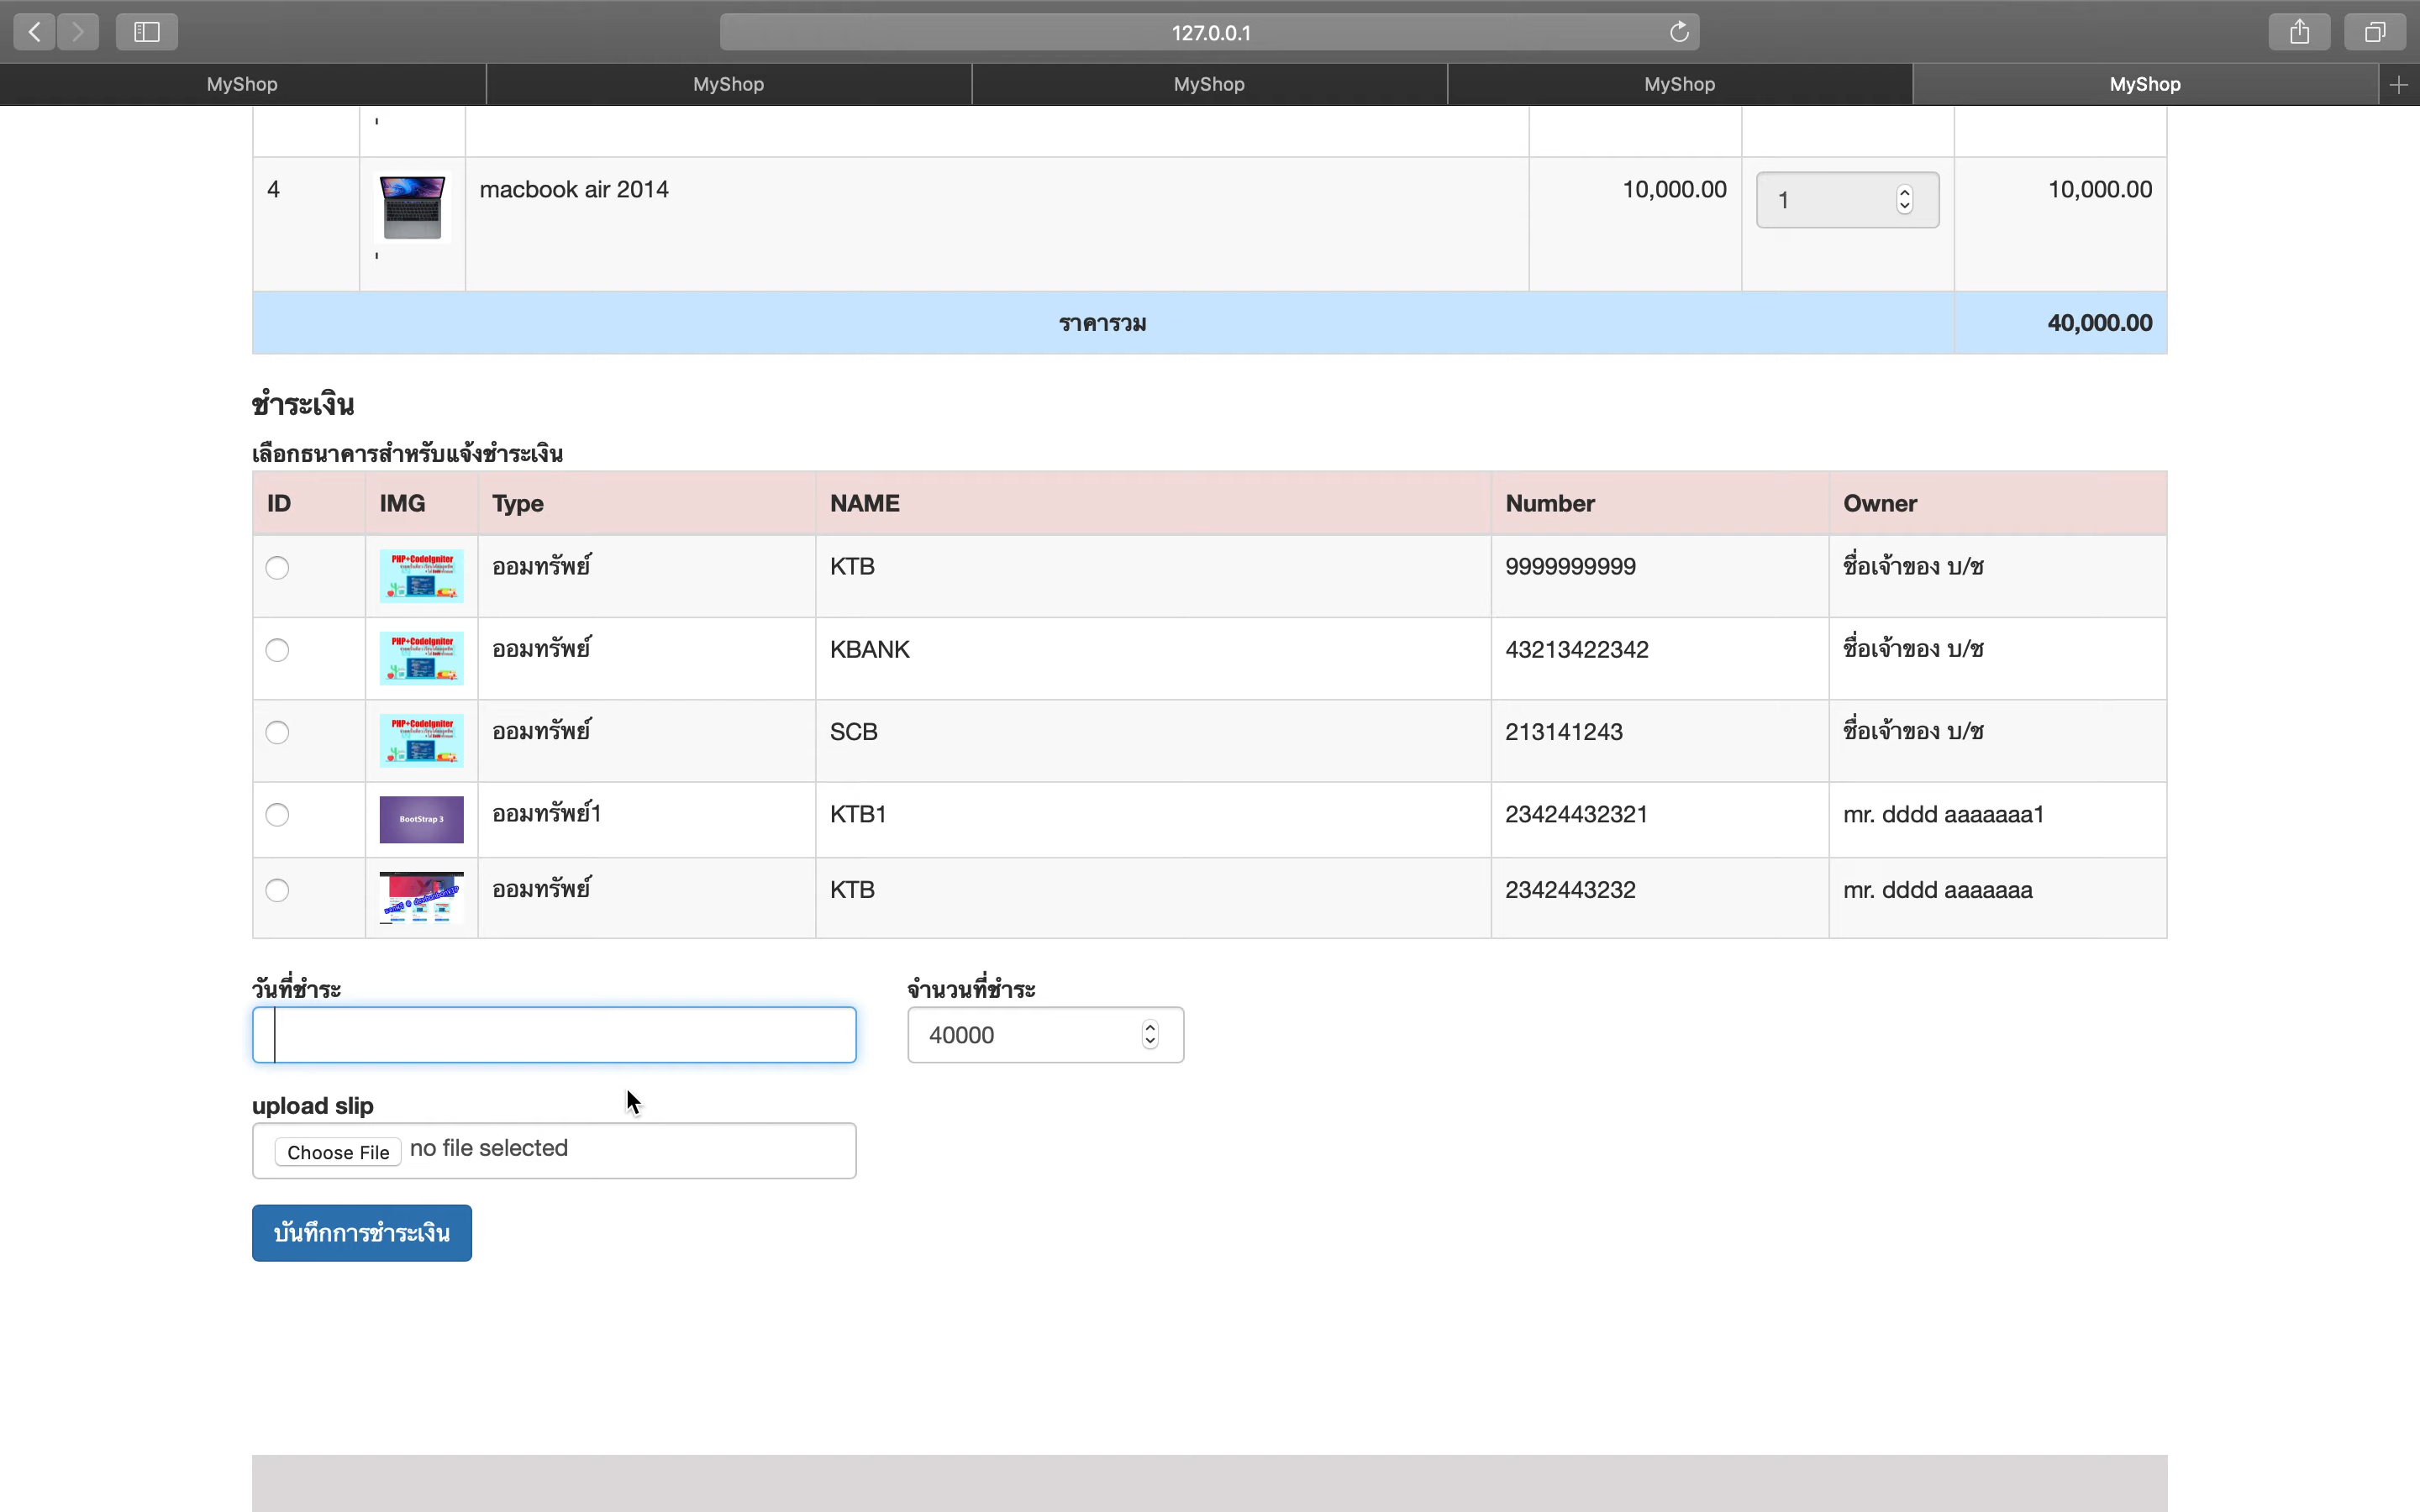 127.0.0.1
MyShop MyShop MyShop MyShop MyShop
4 macbook air 2014 10,000.00 1 10,000.00
ราคารวม 40,000.00
ชำระเงิน
เลือกธนาคารสำหรับแจ้งชำระเงิน
ID IMG Type NAME Number Owner
PHP+CodeIgniter ออมทรัพย์ KTB 9999999999 ชื่อเจ้าของ บ/ช
PHP+CodeIgniter ออมทรัพย์ KBANK 43213422342 ชื่อเจ้าของ บ/ช
PHP+CodeIgniter ออมทรัพย์ SCB 213141243 ชื่อเจ้าของ บ/ช
BootStrap 3 ออมทรัพย์1 KTB1 23424432321 mr. dddd aaaaaaa1
ออมทรัพย์ KTB 2342443232 mr. dddd aaaaaaa
วันที่ชำระ จำนวนที่ชำระ
40000
upload slip
Choose File no file selected
บันทึกการชำระเงิน